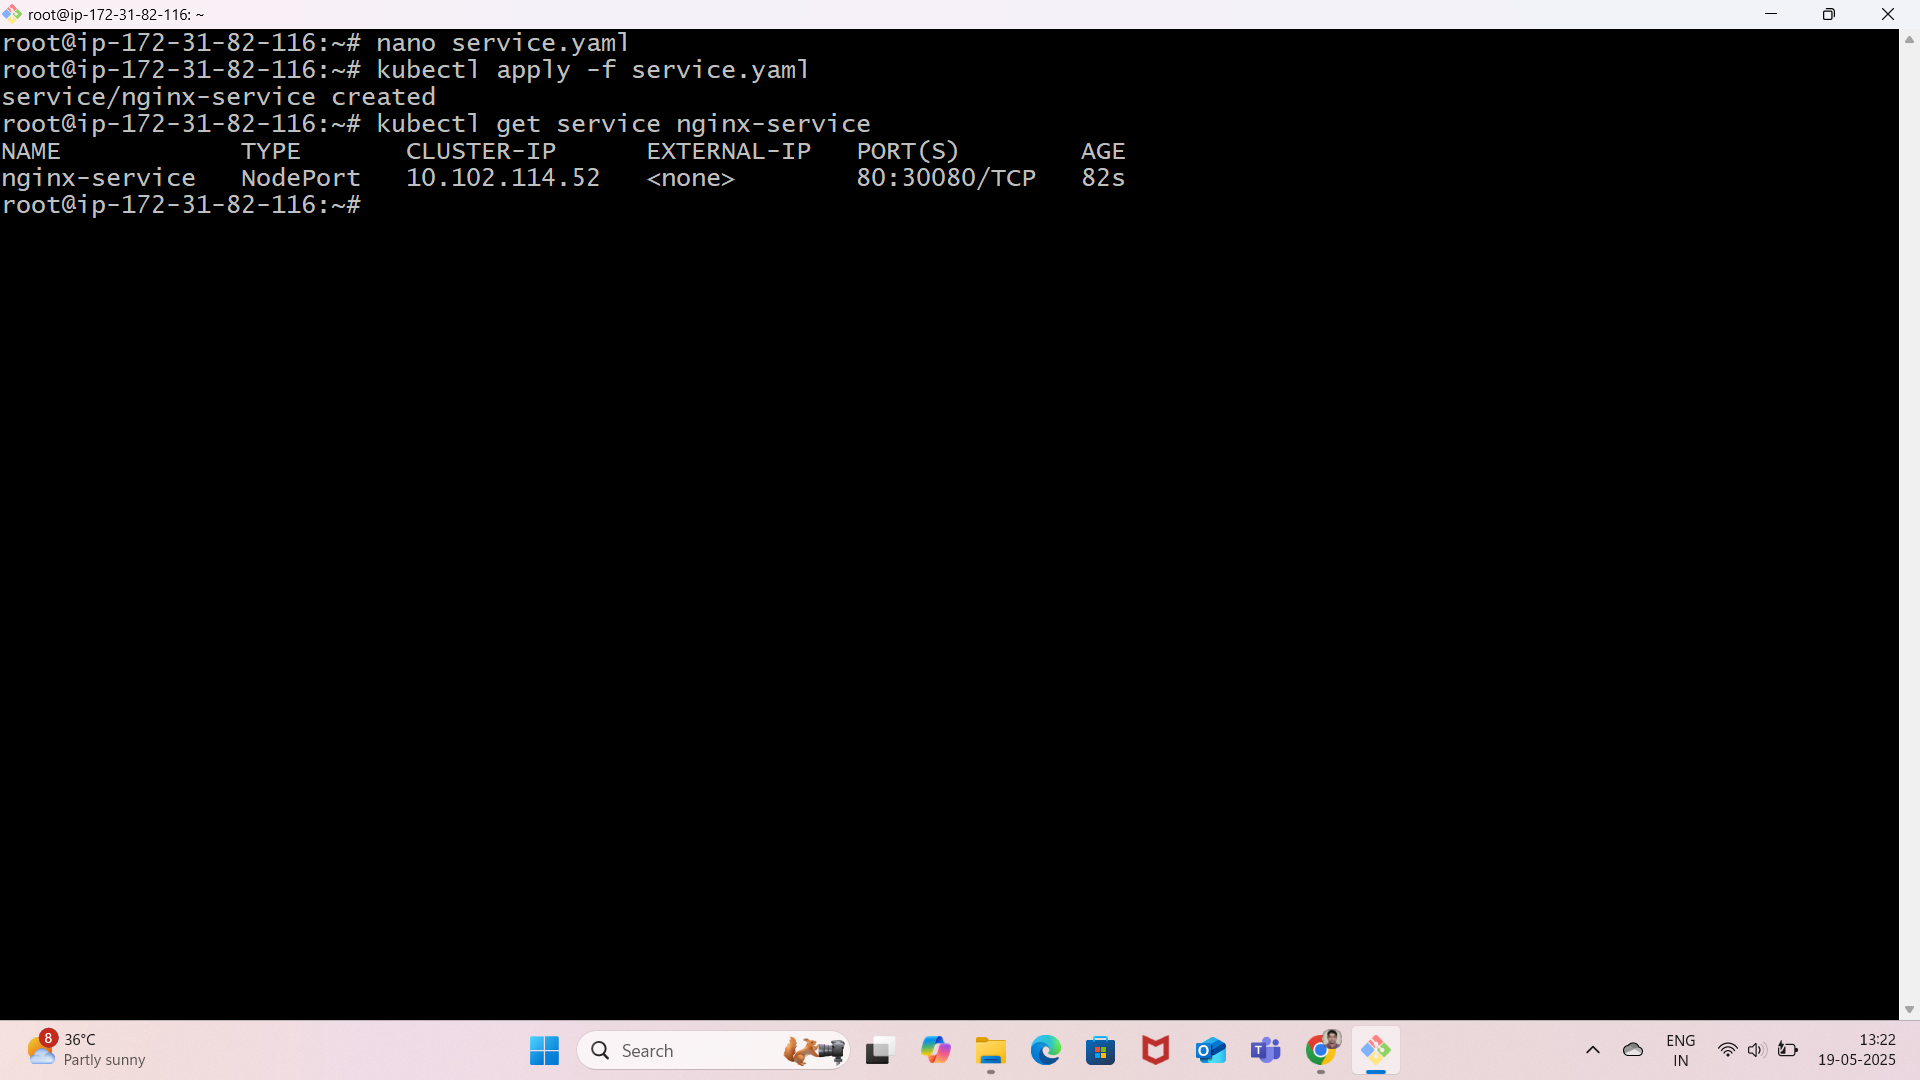 root@ip-172-31-82-116: ~
root@ip-172-31-82-116:~# nano service.yaml
root@ip-172-31-82-116:~# kubectl apply -f service.yaml
service/nginx-service created
root@ip-172-31-82-116:~# kubectl get service nginx-service
NAME TYPE CLUSTER-IP EXTERNAL-IP PORT(S) AGE
nginx-service NodePort 10.102.114.52 <none> 80:30080/TCP 82s
root@ip-172-31-82-116:~#
8 36°C
Partly sunny
Search
ENG
IN
13:22
19-05-2025